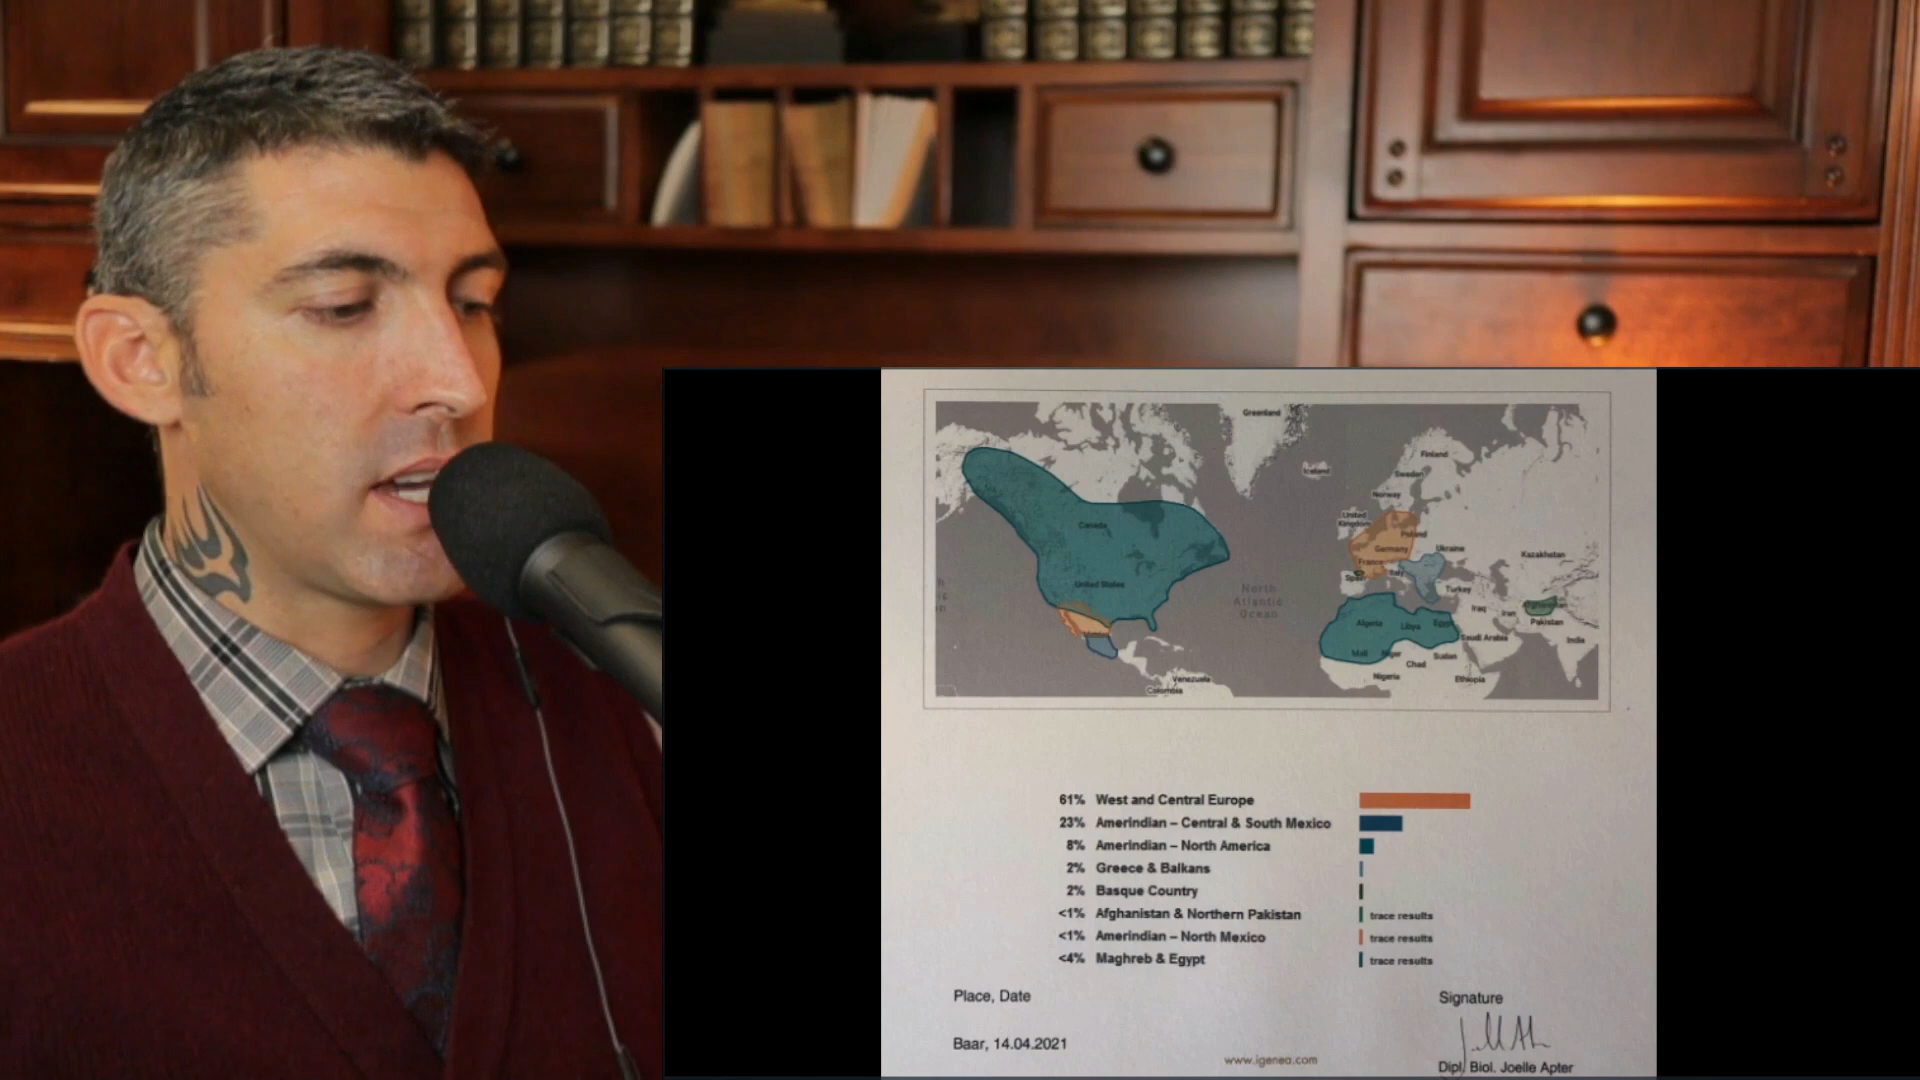 Greenland
Iceland
Finland
Sweden
Norway
United
Kingdom
Poland
Germany
Ukraine
Kazakhstan
France
Italy
Spain
Turkey
Canada
United States
North
Atlantic
Ocean
Iraq
Iran
Afghanistan
Pakistan
Algeria
Libya
Egypt
Saudi Arabia
India
Mexico
Mali
Niger
Chad
Sudan
Nigeria
Ethiopia
Venezuela
Colombia
61% West and Central Europe
23% Amerindian – Central & South Mexico
8% Amerindian – North America
2% Greece & Balkans
2% Basque Country
<1% Afghanistan & Northern Pakistan trace results
<1% Amerindian – North Mexico trace results
<4% Maghreb & Egypt trace results
Place, Date
Signature
Baar, 14.04.2021
www.igenea.com
Dipl. Biol. Joelle Apter